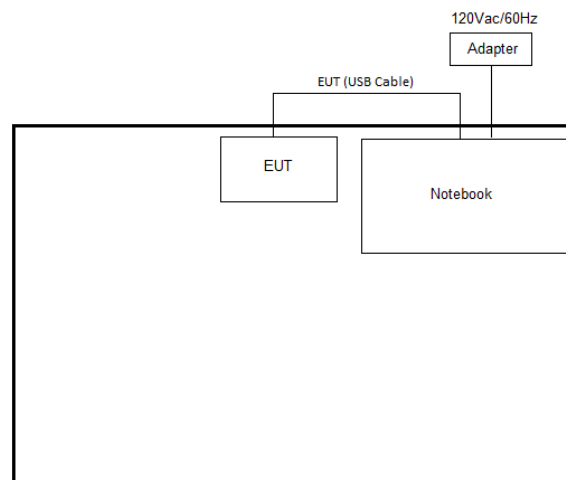 120Vac/60Hz
Adapter
EUT (USB Cable)
EUT
Notebook